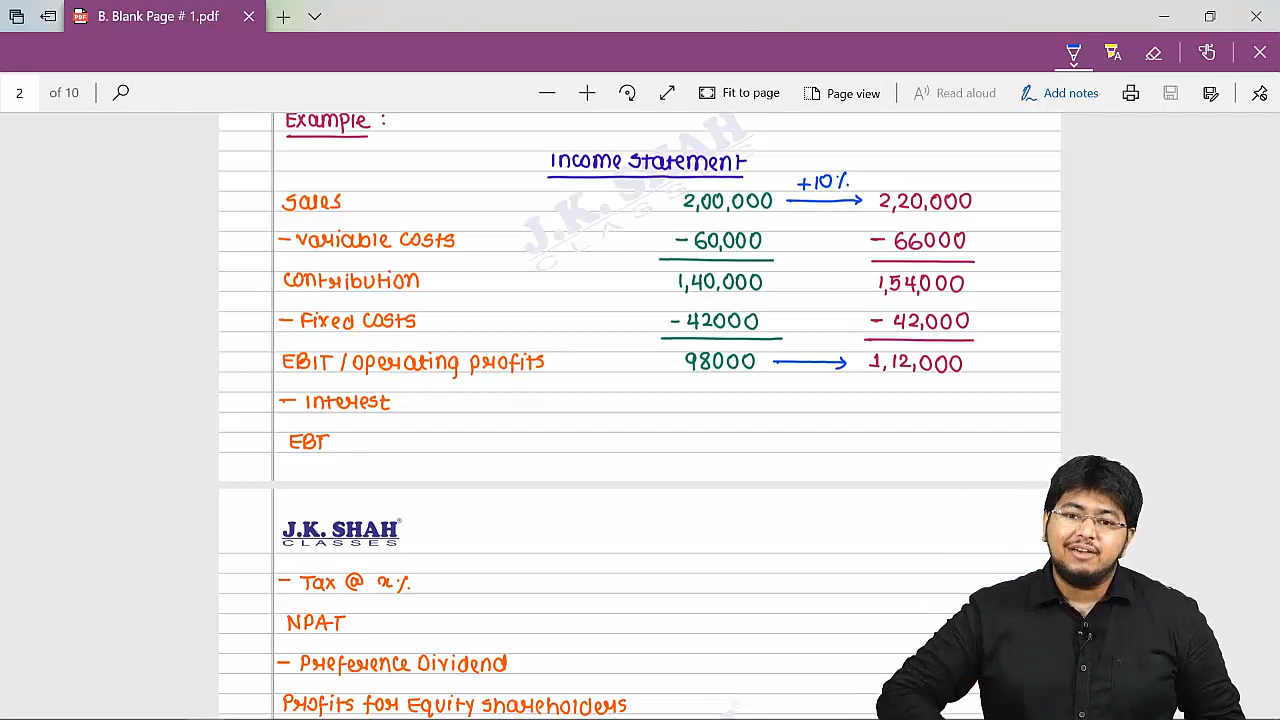 B. Blank Page # 1.pdf
2 of 10 Fit to page Page view Read aloud Add notes
Example :
Income Statement
+10%
Sales 2,00,000 2,20,000
- Variable Costs - 60,000 - 66000
Contribution 1,40,000 1,54,000
- Fixed Costs - 42000 - 42,000
EBIT / Operating profits 98000 1,12,000
- Interest
EBT
J.K. SHAH
CLASSES
J.K. SHAH®
CLASSES
- Tax @ x%
NPAT
- Preference Dividend
Profits for Equity shareholders